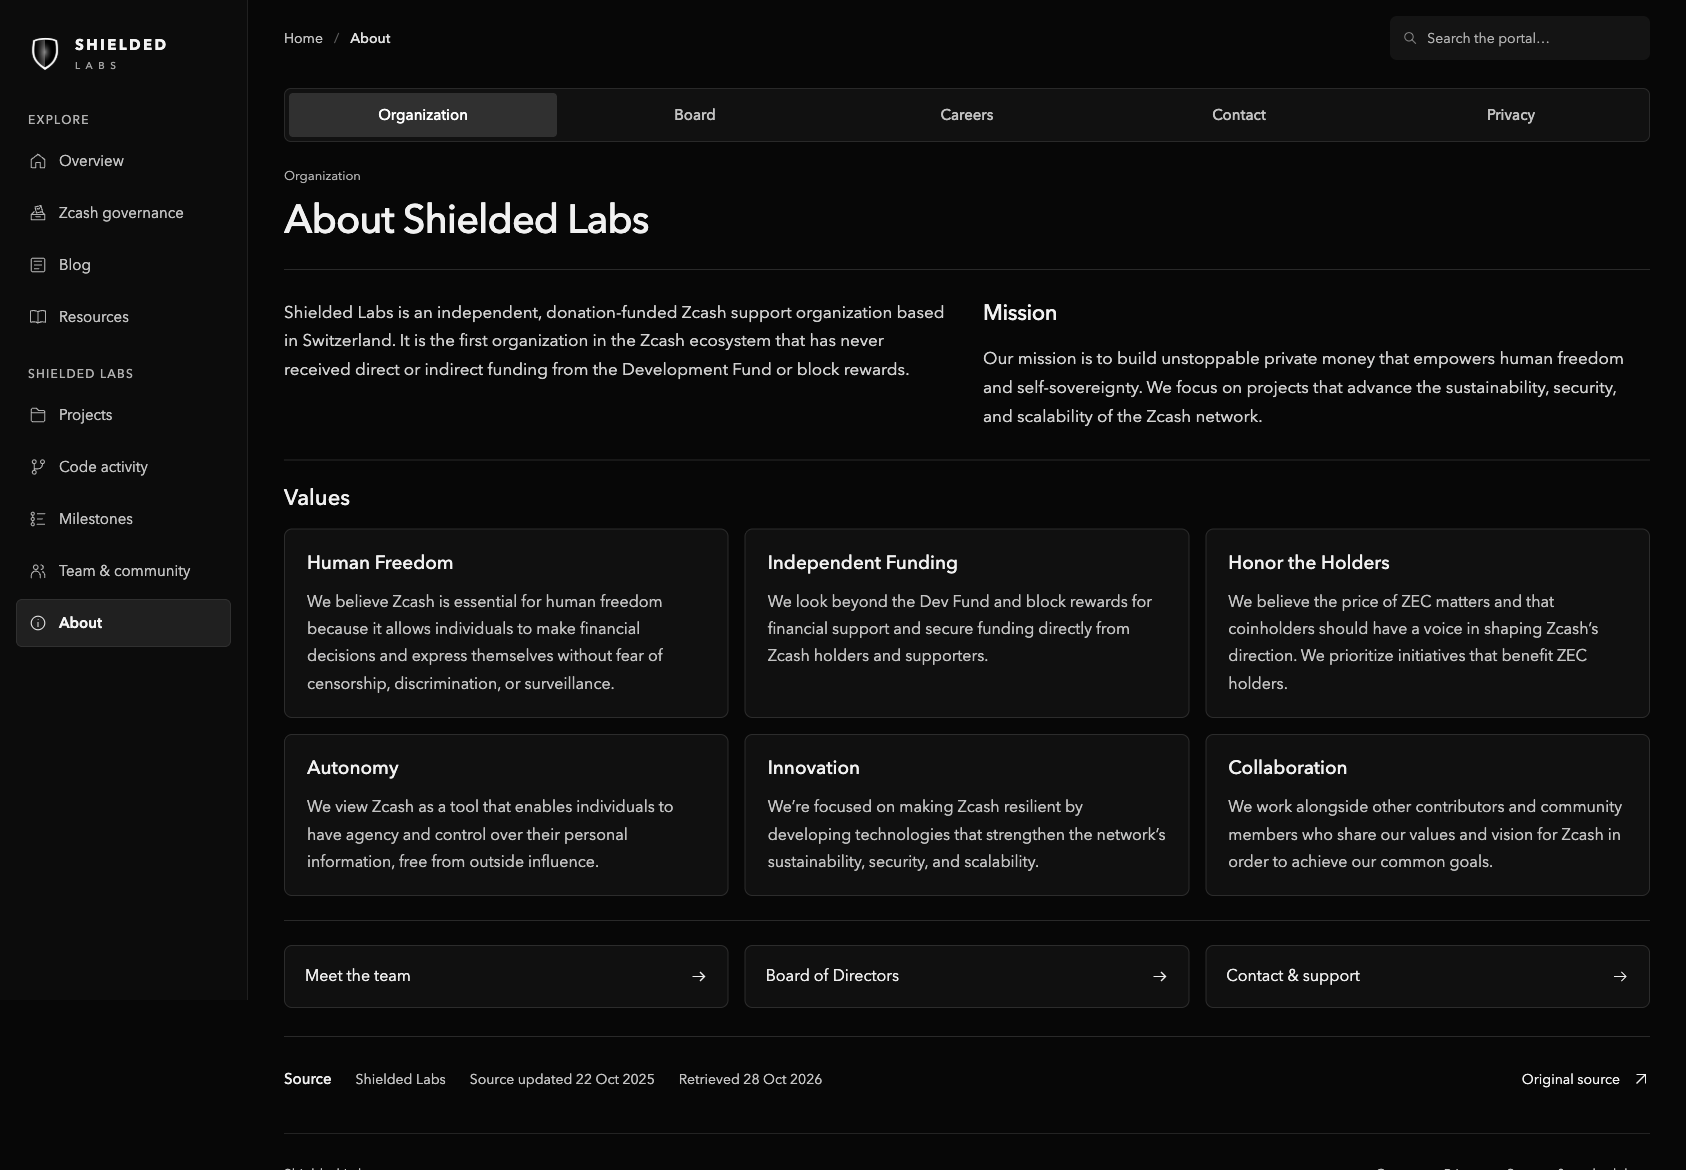 SHIELDED
LABS
EXPLORE
Overview
Zcash governance
Blog
Resources
SHIELDED LABS
Projects
Code activity
Milestones
Team & community
About
Home / About
Search the portal...
Organization
Board
Careers
Contact
Privacy
Organization
About Shielded Labs
Shielded Labs is an independent, donation-funded Zcash support organization based
in Switzerland. It is the first organization in the Zcash ecosystem that has never
received direct or indirect funding from the Development Fund or block rewards.
Mission
Our mission is to build unstoppable private money that empowers human freedom
and self-sovereignty. We focus on projects that advance the sustainability, security,
and scalability of the Zcash network.
Values
Human Freedom
We believe Zcash is essential for human freedom
because it allows individuals to make financial
decisions and express themselves without fear of
censorship, discrimination, or surveillance.
Independent Funding
We look beyond the Dev Fund and block rewards for
financial support and secure funding directly from
Zcash holders and supporters.
Honor the Holders
We believe the price of ZEC matters and that
coinholders should have a voice in shaping Zcash’s
direction. We prioritize initiatives that benefit ZEC
holders.
Autonomy
We view Zcash as a tool that enables individuals to
have agency and control over their personal
information, free from outside influence.
Innovation
We’re focused on making Zcash resilient by
developing technologies that strengthen the network’s
sustainability, security, and scalability.
Collaboration
We work alongside other contributors and community
members who share our values and vision for Zcash in
order to achieve our common goals.
Meet the team →
Board of Directors →
Contact & support →
Source Shielded Labs Source updated 22 Oct 2025 Retrieved 28 Oct 2026
Original source ↗